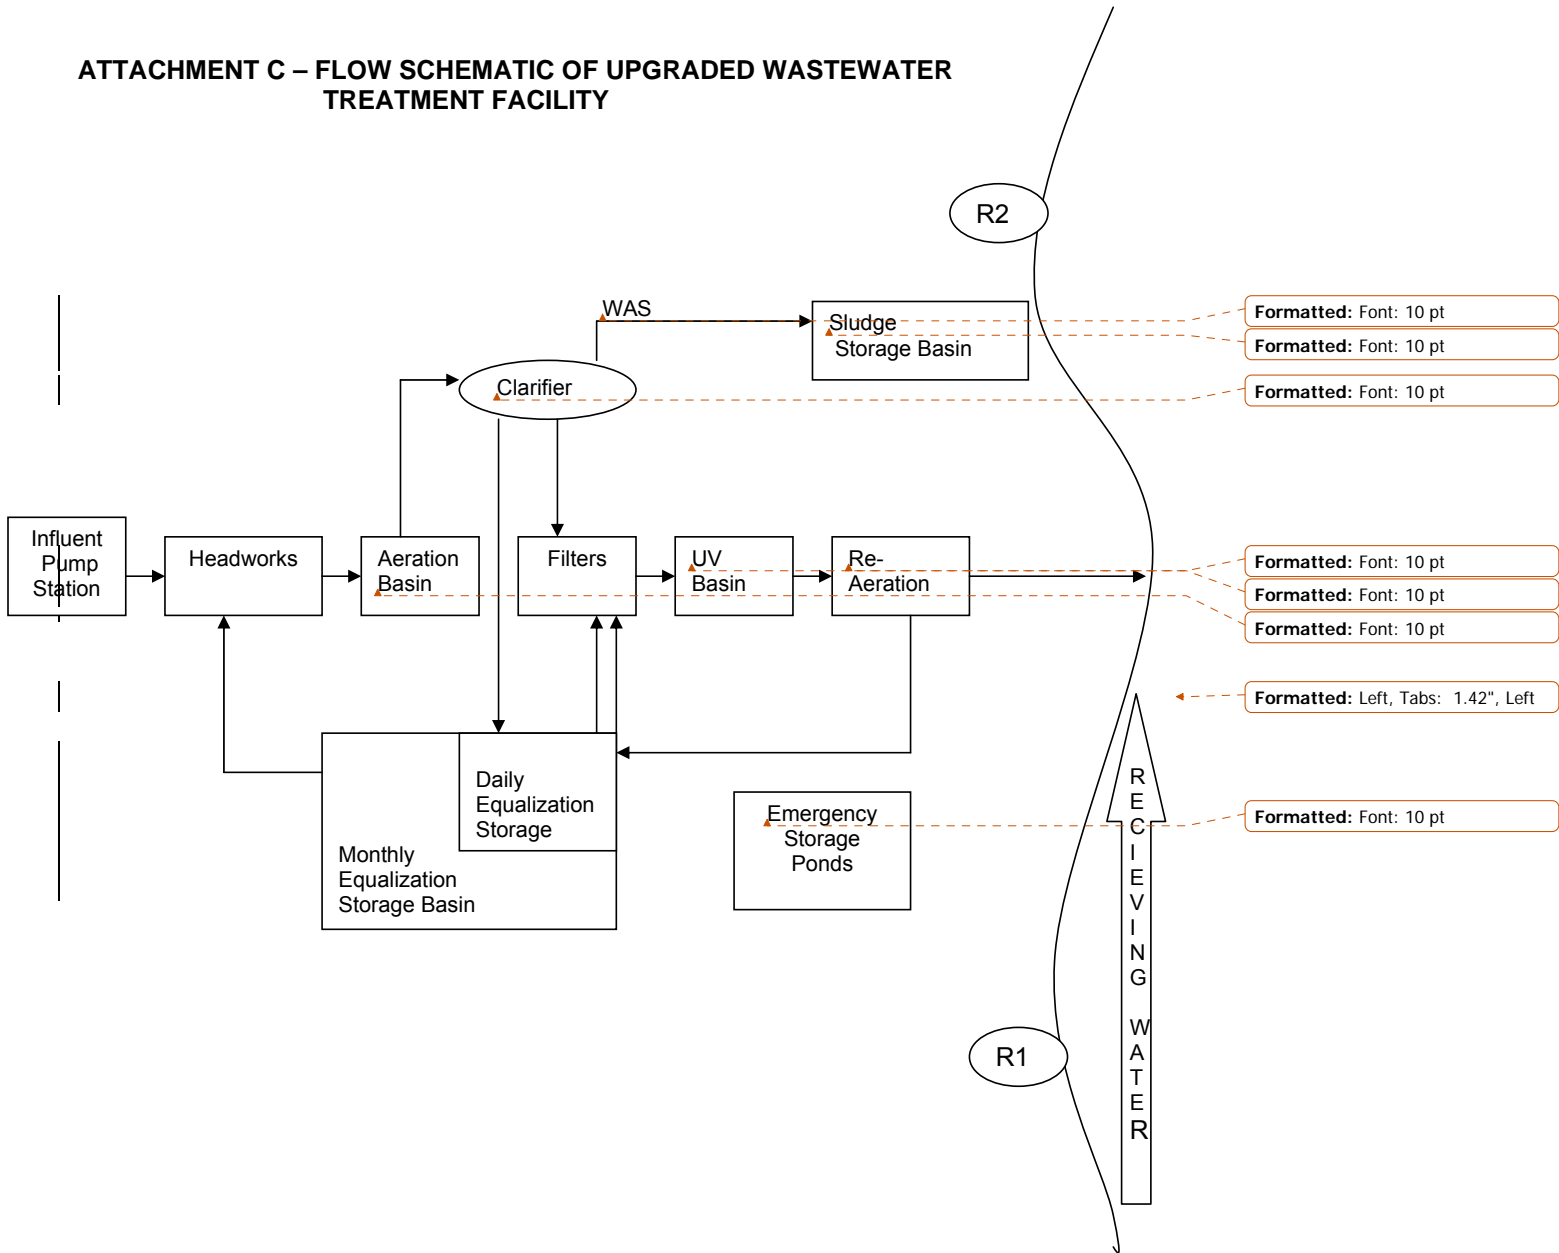 ATTACHMENT C – FLOW SCHEMATIC OF UPGRADED WASTEWATER
TREATMENT FACILITY
R2
WAS
Sludge
Storage Basin
Formatted: Font: 10 pt
Formatted: Font: 10 pt
Clarifier
Formatted: Font: 10 pt
Influent
Pump
Station
Headworks
Aeration
Basin
Filters
UV
Basin
Re-
Aeration
Formatted: Font: 10 pt
Formatted: Font: 10 pt
Formatted: Font: 10 pt
Formatted: Left, Tabs: 1.42", Left
Daily
Equalization
Storage
Monthly
Equalization
Storage Basin
Emergency
Storage
Ponds
Formatted: Font: 10 pt
RECIEVING WATER
R1